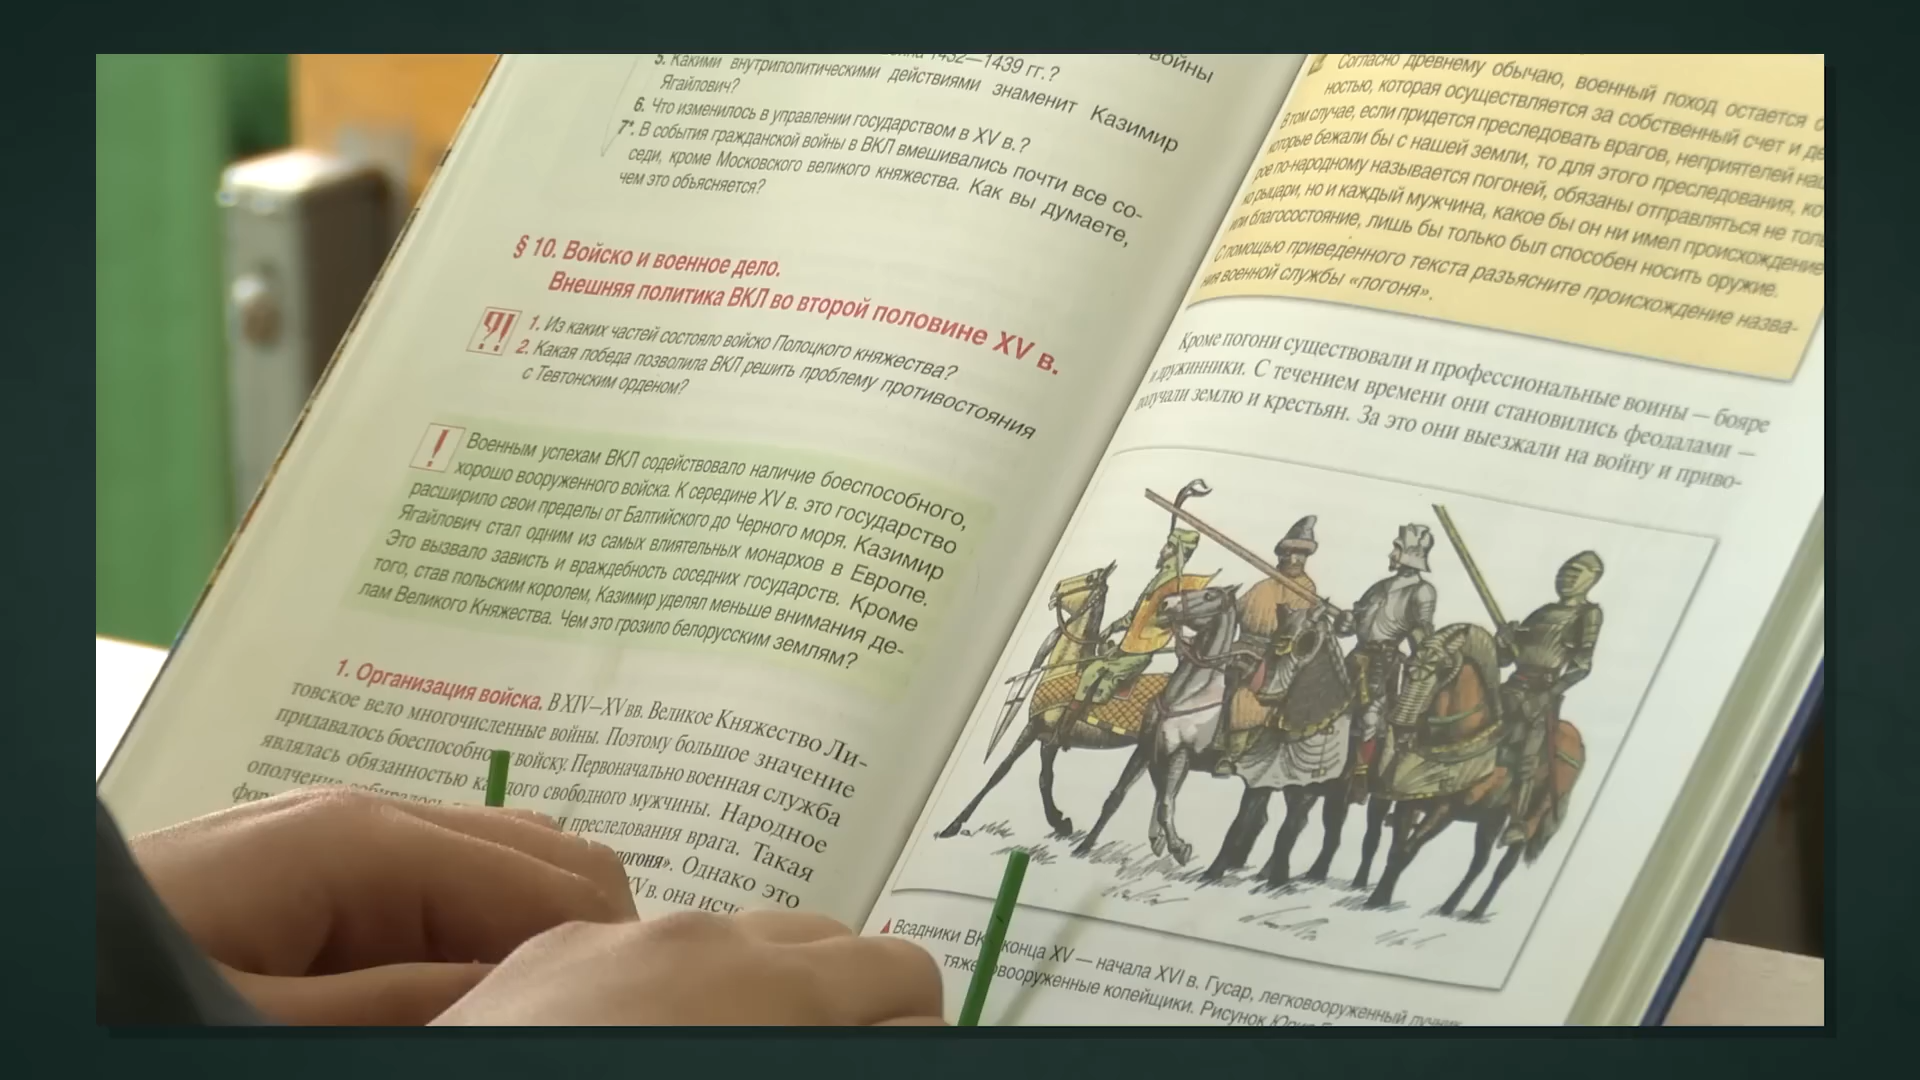 1432—1439 гг.?
5. Какими внутриполитическими действиями знаменит Казимир
Ягайлович?
6. Что изменилось в управлении государством в XV в.?
7*. В события гражданской войны в ВКЛ вмешивались почти все со-
седи, кроме Московского великого княжества. Как вы думаете,
чем это объясняется?
§ 10. Войско и военное дело.
Внешняя политика ВКЛ во второй половине XV в.
?!
1. Из каких частей состояло войско Полоцкого княжества?
2. Какая победа позволила ВКЛ решить проблему противостояния
с Тевтонским орденом?
!
Военным успехам ВКЛ содействовало наличие боеспособного,
хорошо вооруженного войска. К середине XV в. это государство
расширило свои пределы от Балтийского до Черного моря. Казимир
Ягайлович стал одним из самых влиятельных монархов в Европе.
Это вызвало зависть и враждебность соседних государств. Кроме
того, став польским королем, Казимир уделял меньше внимания де-
лам Великого Княжества. Чем это грозило белорусским землям?
1. Организация войска. В XIV—XV вв. Великое Княжество Ли-
товское вело многочисленные войны. Поэтому большое значение
придавалось боеспособному войску. Первоначально военная служба
являлась обязанностью каждого свободного мужчины. Народное
ополчение собиралось
и преследования врага. Такая
погоня». Однако это
XV в. она исче
войны
Согласно древнему обычаю, военный поход остается
ностью, которая осуществляется за собственный счет и
в том случае, если придется преследовать врагов, неприятелей
которые бежали бы с нашей земли, то для этого преследования,
по-народному называется погоней, обязаны отправляться не
рыцари, но и каждый мужчина, какое бы он ни имел происхождение
или благосостояние, лишь бы только был способен носить оружие.
С помощью приведенного текста разъясните происхождение назва-
ния военной службы «погоня».
Кроме погони существовали и профессиональные воины — бояре
и дружинники. С течением времени они становились феодалами —
получали землю и крестьян. За это они выезжали на войну и приво-
Всадники ВКЛ конца XV — начала XVI в. Гусар, легковооруженный лучник
тяжеловооруженные копейщики. Рисунок